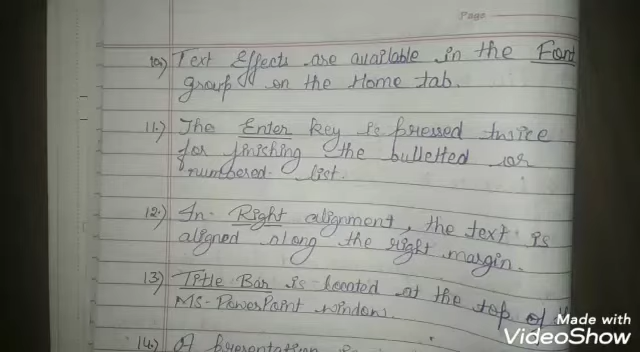 Page
10) Text Effects are available in the Font
group on the Home tab.
11.) The Enter key is pressed twice
for finishing the bulleted or
numbered list.
12.) In Right alignment, the text is
aligned along the right margin.
13) Title Bar is located at the top of
MS-PowerPoint window.
14.) A presentation is
Made with
VideoShow